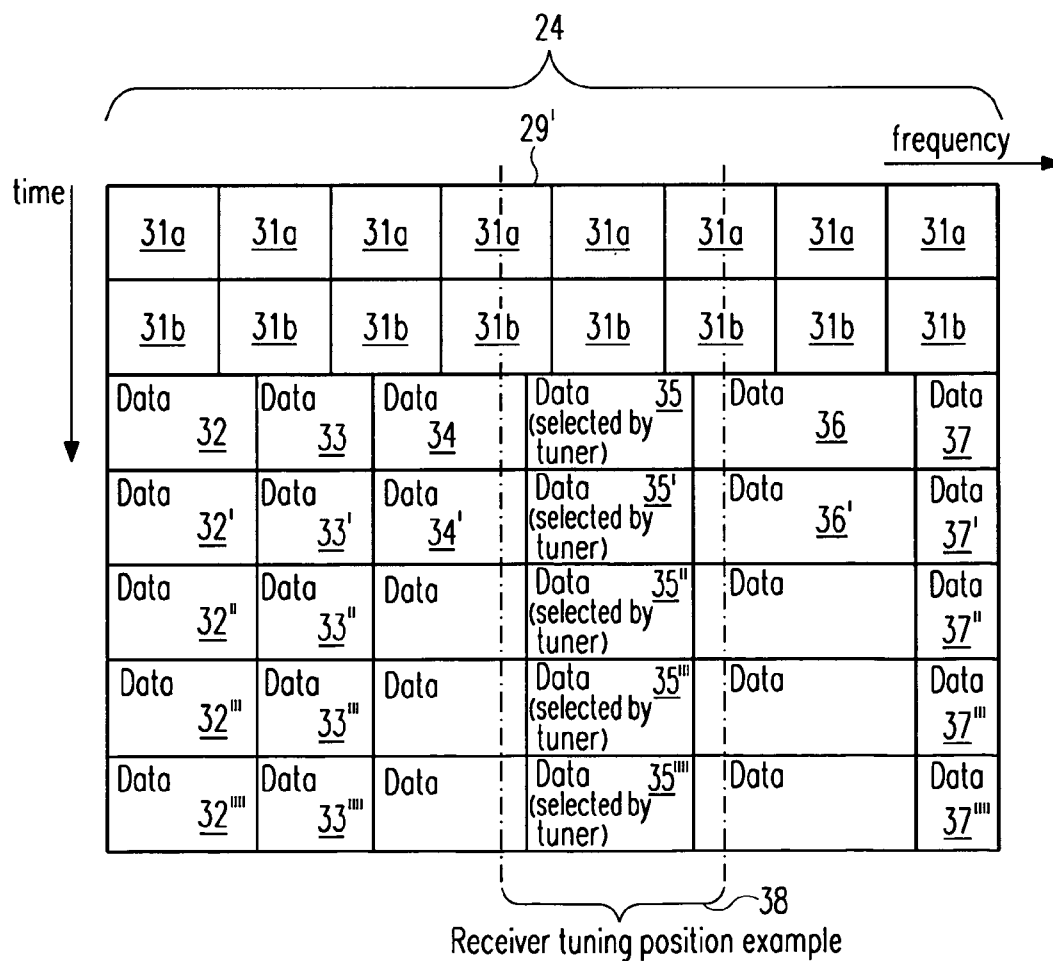 24
29'
frequency
time
31a 31a 31a 31a 31a 31a 31a 31a
31b 31b 31b 31b 31b 31b 31b 31b
Data 32 Data 33 Data 34 Data 35 (selected by tuner) Data 36 Data 37
Data 32' Data 33' Data 34' Data 35' (selected by tuner) Data 36' Data 37'
Data 32'' Data 33'' Data Data 35'' (selected by tuner) Data Data 37''
Data 32''' Data 33''' Data Data 35''' (selected by tuner) Data Data 37'''
Data 32'''' Data 33'''' Data Data 35'''' (selected by tuner) Data Data 37''''
38
Receiver tuning position example